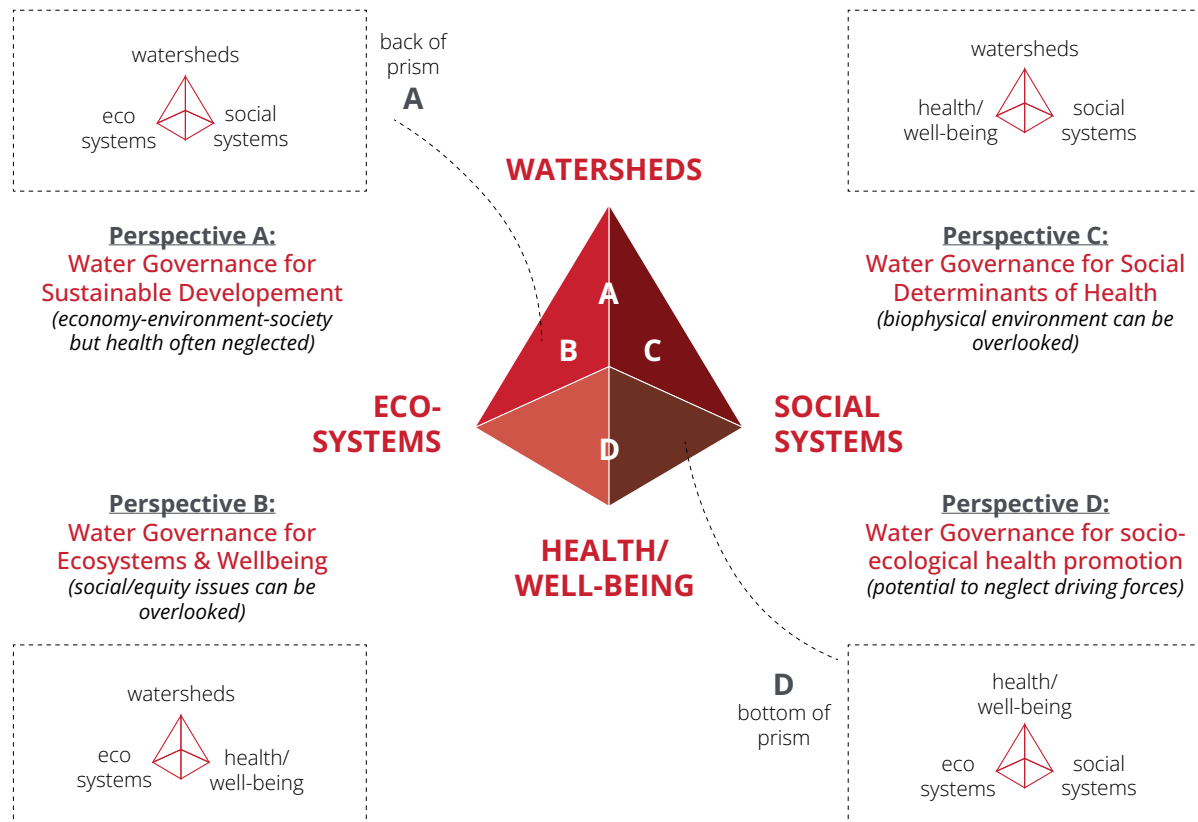 watersheds
eco
systems
social
systems
back of
prism
A
watersheds
health/
well-being
social
systems
WATERSHEDS
Perspective A:
Water Governance for
Sustainable Developement
(economy-environment-society
but health often neglected)
Perspective C:
Water Governance for Social
Determinants of Health
(biophysical environment can be
overlooked)
A
B
C
D
ECO-
SYSTEMS
SOCIAL
SYSTEMS
HEALTH/
WELL-BEING
Perspective B:
Water Governance for
Ecosystems & Wellbeing
(social/equity issues can be
overlooked)
Perspective D:
Water Governance for socio-
ecological health promotion
(potential to neglect driving forces)
watersheds
eco
systems
health/
well-being
D
bottom of
prism
health/
well-being
eco
systems
social
systems